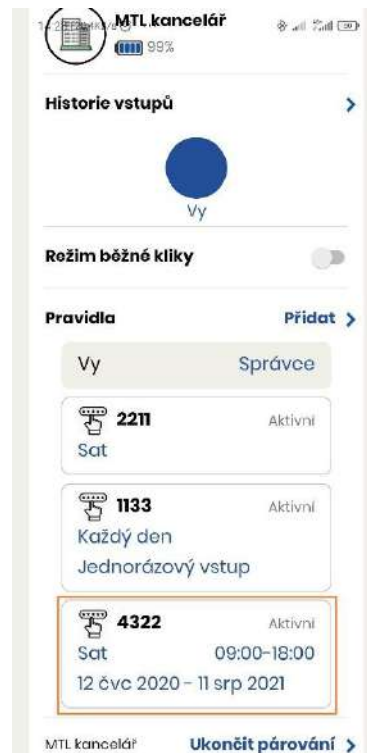 MTL kancelář
99%
Historie vstupů
Vy
Režim běžné kliky
Pravidla Přidat
Vy Správce
2211 Aktivní
Sat
1133 Aktivní
Každý den
Jednorázový vstup
4322 Aktivní
Sat 09:00-18:00
12 čvc 2020 - 11 srp 2021
MTL kancelář Ukončit párování